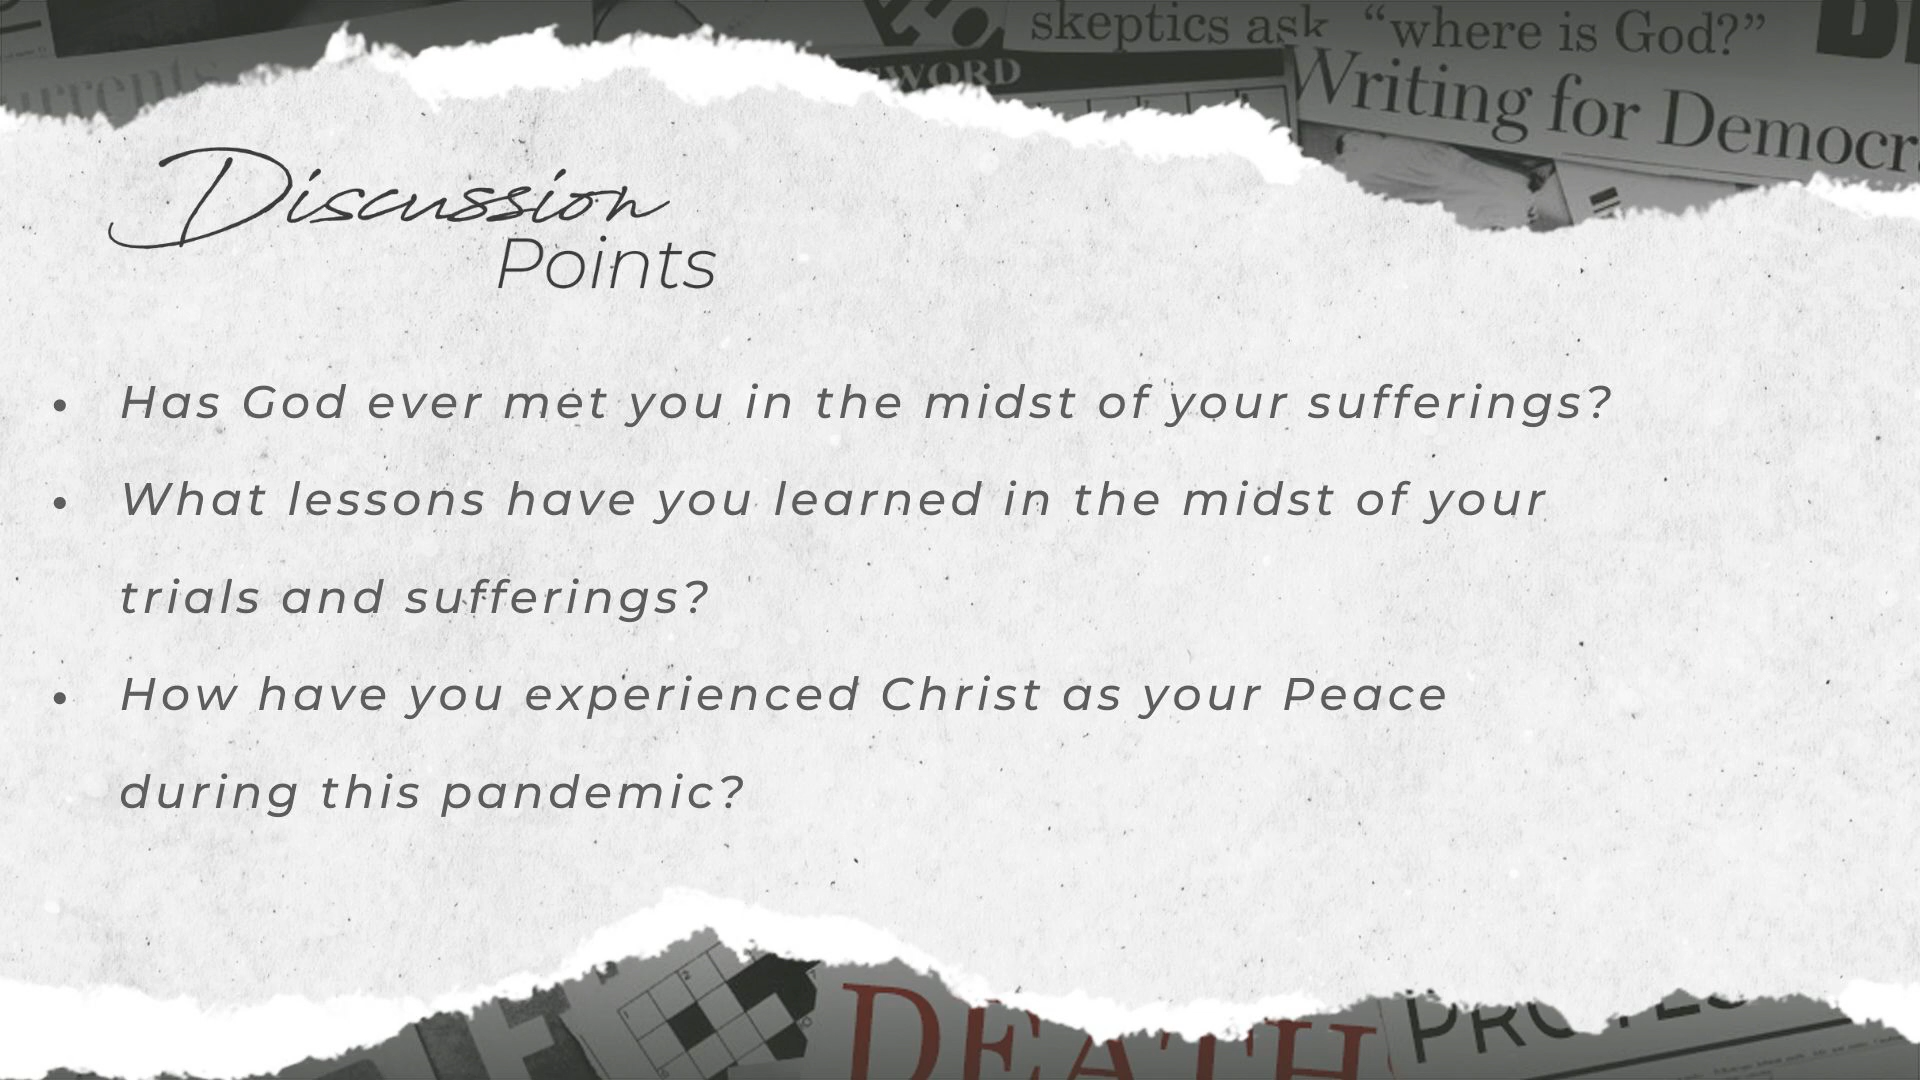 skeptics ask "where is God?"
WORD
Writing for Democr
Discussion
Points
• Has God ever met you in the midst of your sufferings?
• What lessons have you learned in the midst of your
trials and sufferings?
• How have you experienced Christ as your Peace
during this pandemic?
DEATH